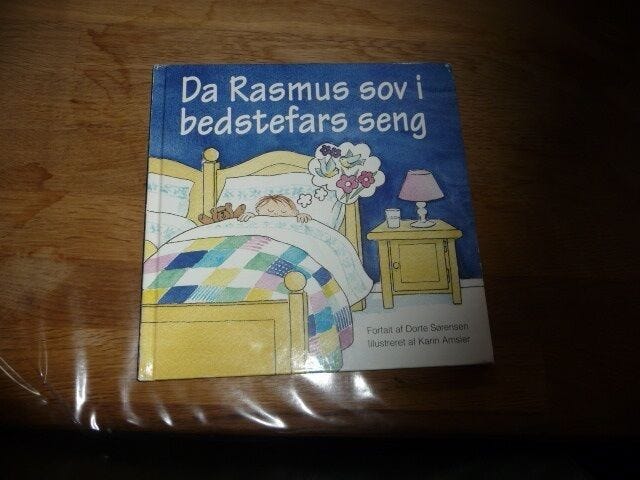 Da Rasmus sov i
bedstefars seng
Fortalt af Dorte Sørensen
Illustreret af Karin Amsler